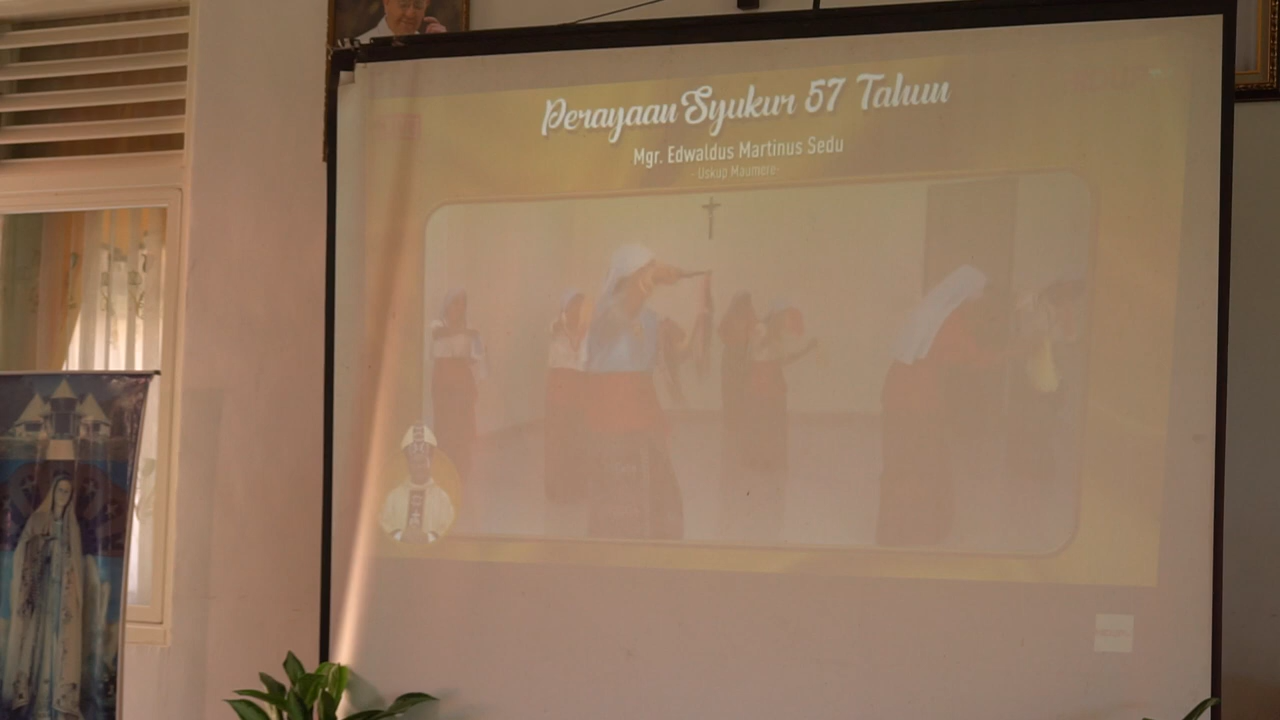 Perayaan Syukur 57 Tahun
Mgr. Edwaldus Martinus Sedu
- Uskup Maumere-